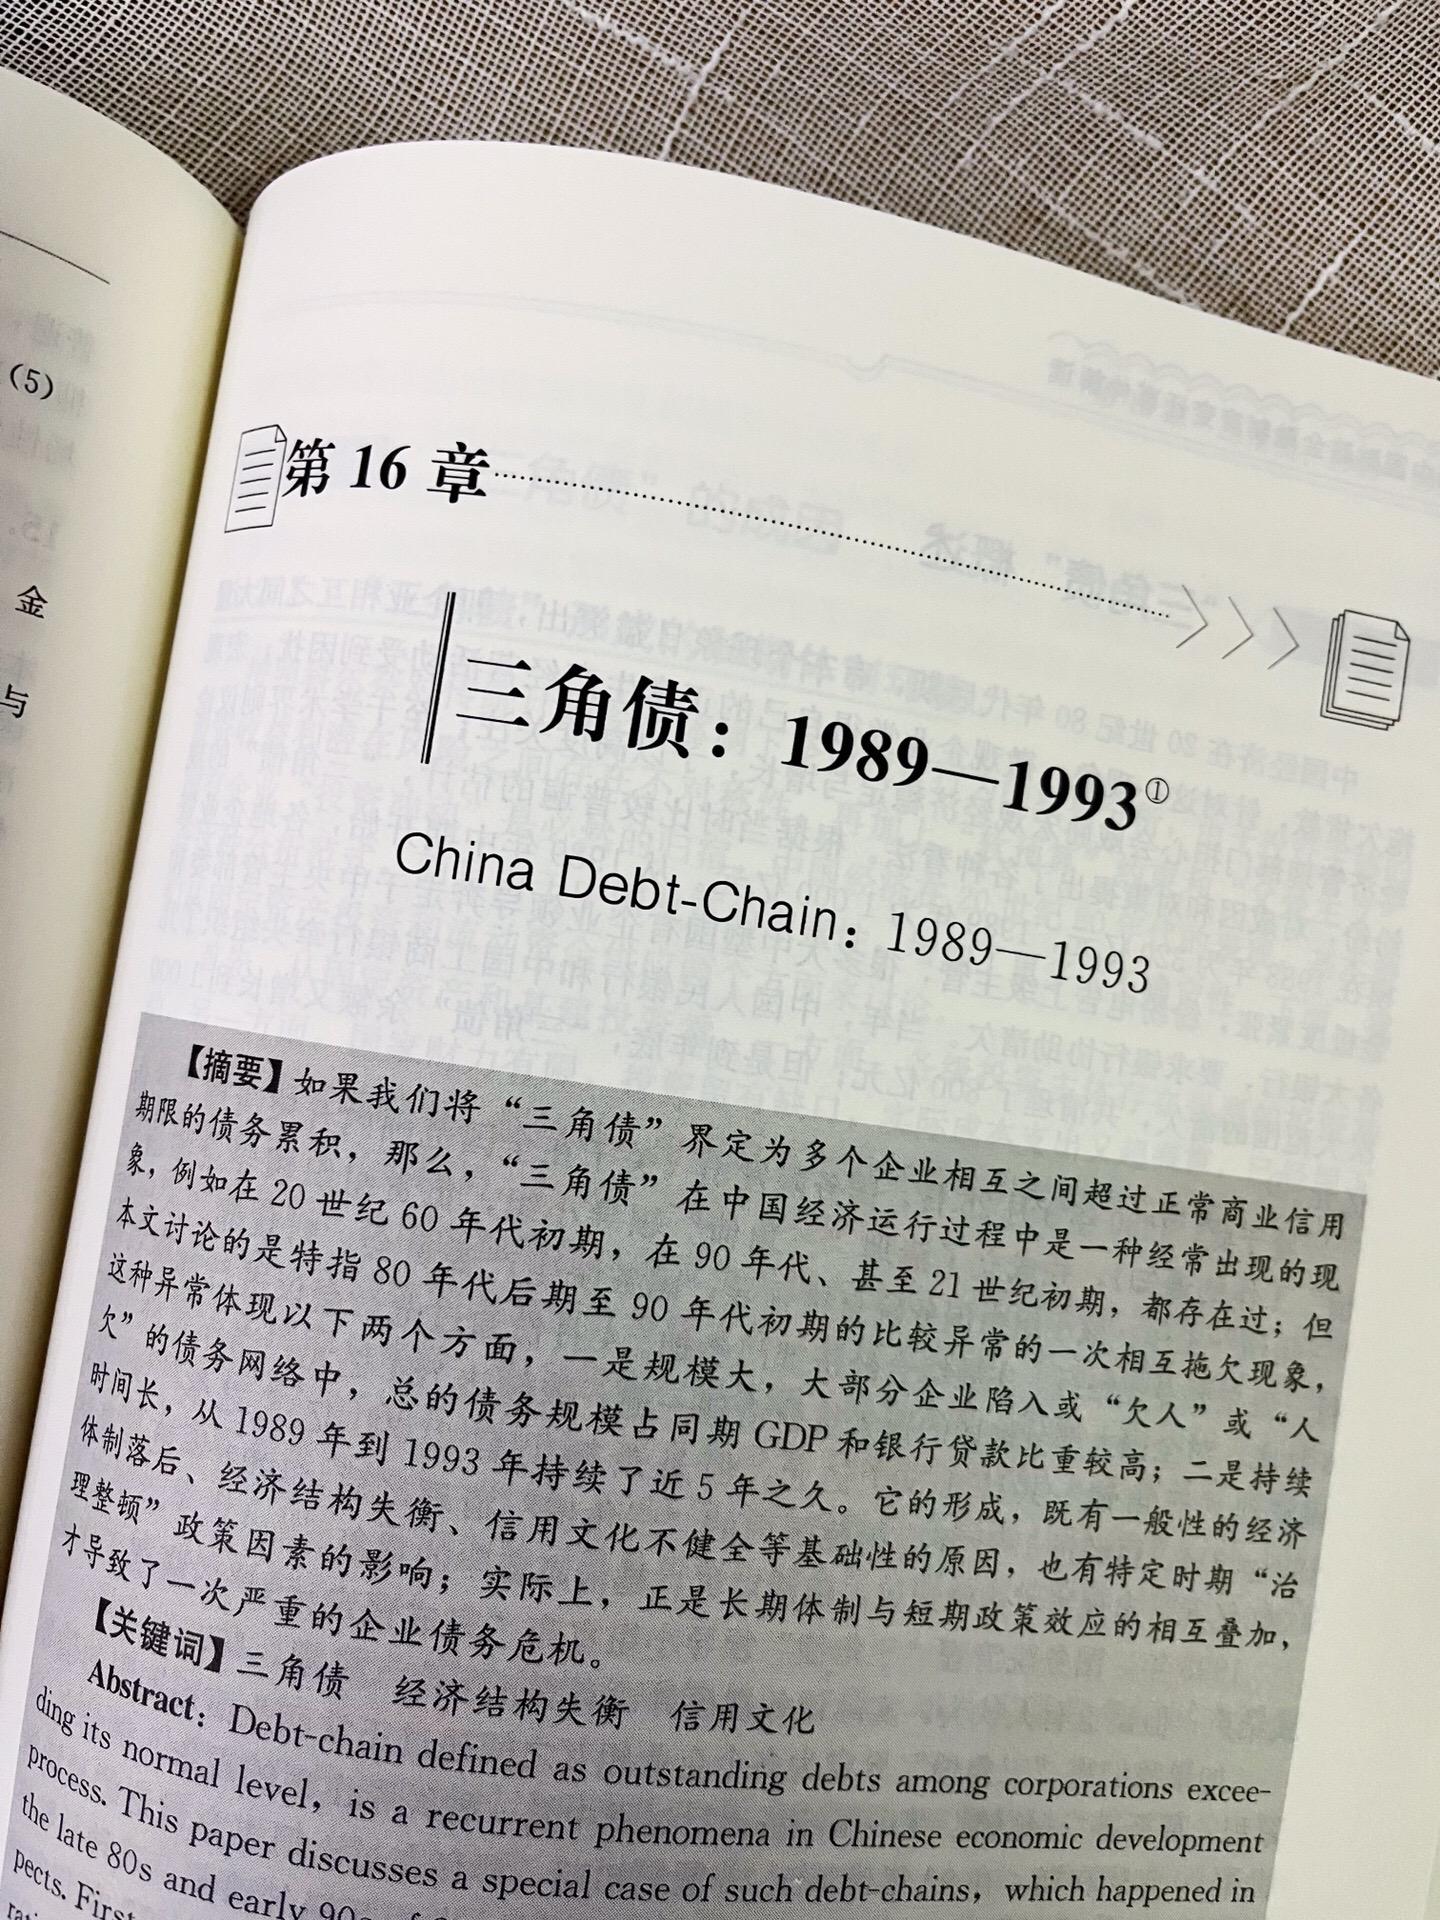 (5)
金
与
第 16 章
三角债：1989—1993①
China Debt-Chain：1989—1993
【摘要】如果我们将“三角债”界定为多个企业相互之间超过正常商业信用
期限的债务累积，那么，“三角债”在中国经济运行过程中是一种经常出现的现
象，例如在 20 世纪 60 年代初期，在 90 年代、甚至 21 世纪初期，都存在过；但
本文讨论的是特指 80 年代后期至 90 年代初期的比较异常的一次相互拖欠现象，
这种异常体现以下两个方面，一是规模大，大部分企业陷入或“欠人”或“人
欠”的债务网络中，总的债务规模占同期 GDP 和银行贷款比重较高；二是持续
时间长，从 1989 年到 1993 年持续了近 5 年之久。它的形成，既有一般性的经济
体制落后、经济结构失衡、信用文化不健全等基础性的原因，也有特定时期“治
理整顿”政策因素的影响；实际上，正是长期体制与短期政策效应的相互叠加，
才导致了一次严重的企业债务危机。
【关键词】三角债 经济结构失衡 信用文化
Abstract：Debt-chain defined as outstanding debts among corporations excee-
ding its normal level，is a recurrent phenomena in Chinese economic development
process. This paper discusses a special case of such debt-chains，which happened in
the late 80s and early 90s
pects. First